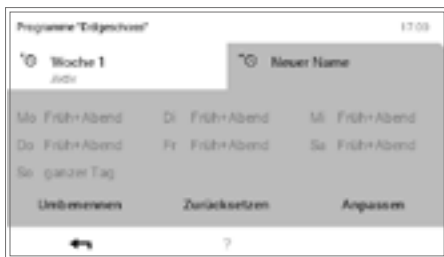 Programme "Erdgeschoss" 17:03
Woche 1 Neuer Name
Aktiv
Mo Früh+Abend Di Früh+Abend Mi Früh+Abend
Do Früh+Abend Fr Früh+Abend Sa Früh+Abend
So ganzer Tag
Umbenennen Zurücksetzen Anpassen
?